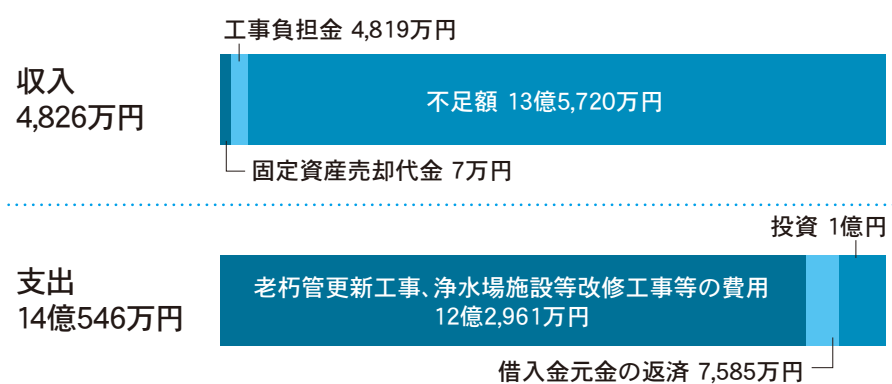 工事負担金 4,819万円
収入
4,826万円
不足額 13億5,720万円
固定資産売却代金 7万円
投資 1億円
支出
14億546万円
老朽管更新工事、浄水場施設等改修工事等の費用
12億2,961万円
借入金元金の返済 7,585万円